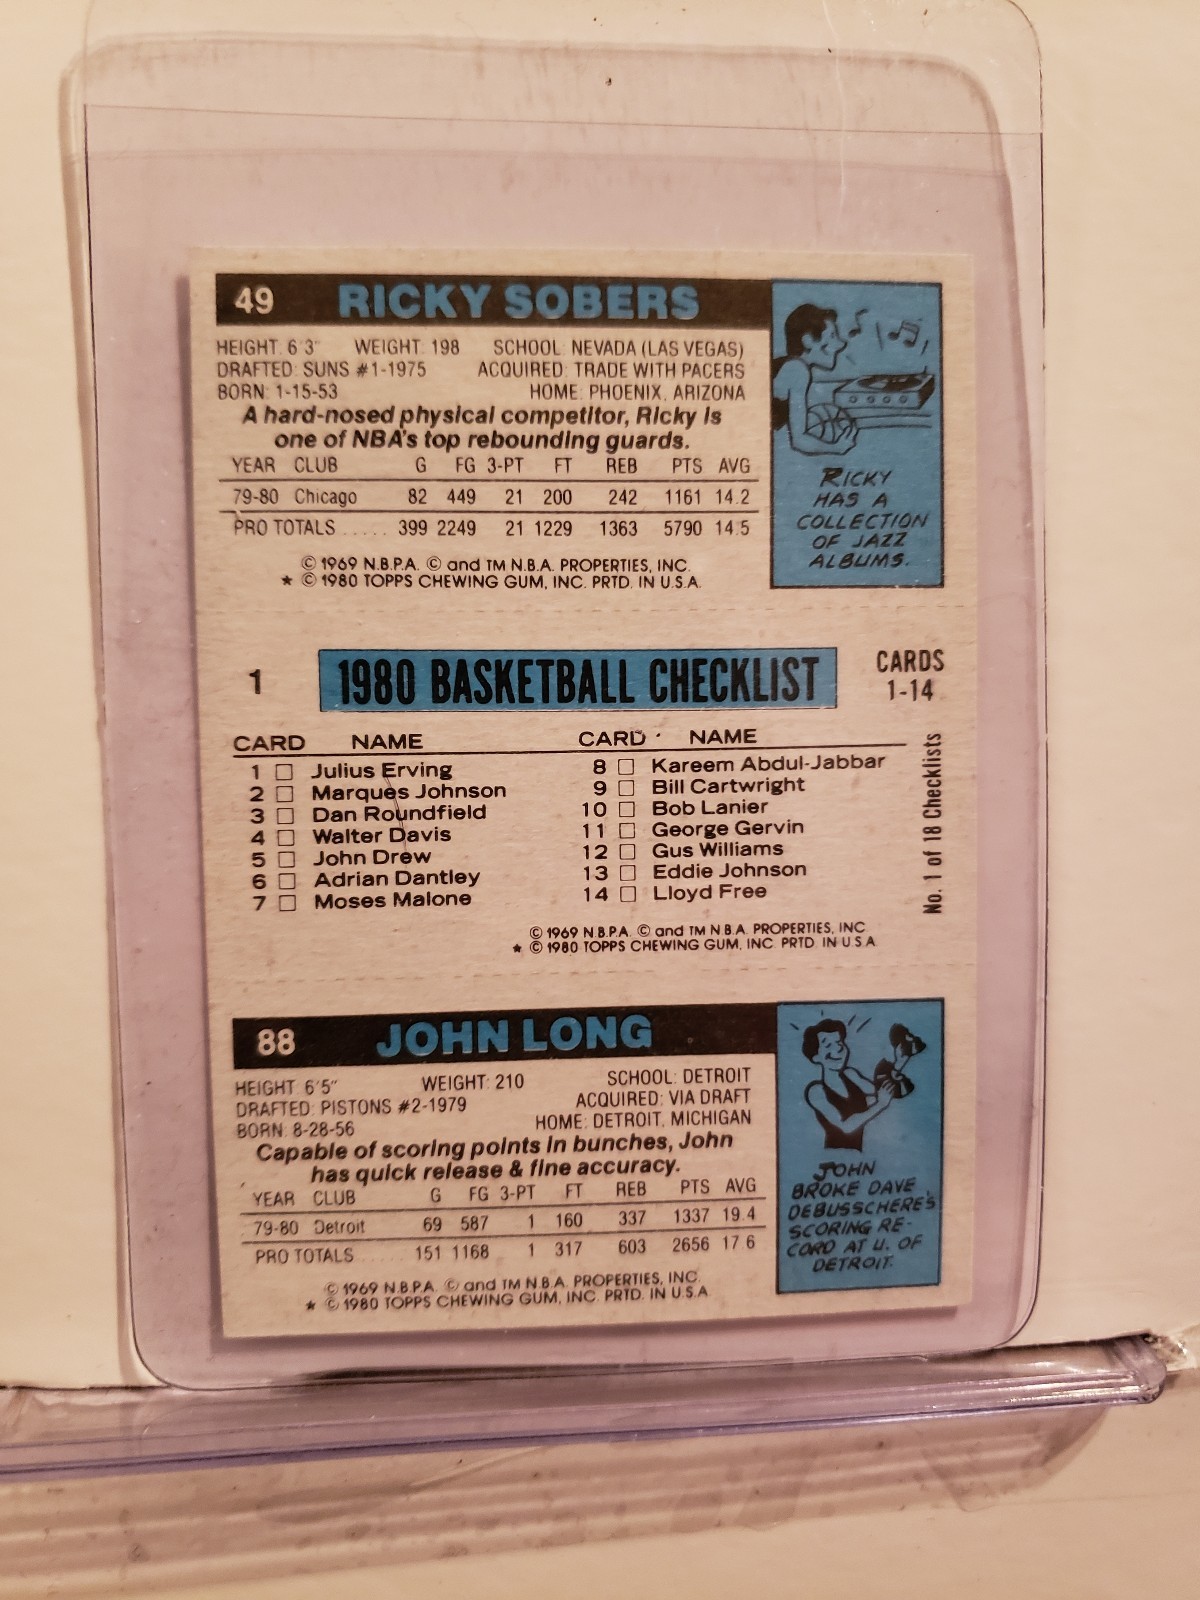 49 RICKY SOBERS
HEIGHT: 6'3" WEIGHT: 198 SCHOOL: NEVADA (LAS VEGAS)
DRAFTED: SUNS #1-1975 ACQUIRED: TRADE WITH PACERS
BORN: 1-15-53 HOME: PHOENIX, ARIZONA
A hard-nosed physical competitor, Ricky is
one of NBA's top rebounding guards.
YEAR CLUB G FG 3-PT FT REB PTS AVG
79-80 Chicago 82 449 21 200 242 1161 14.2
PRO TOTALS ..... 399 2249 21 1229 1363 5790 14.5
© 1969 N.B.P.A. © and TM N.B.A. PROPERTIES, INC.
★ © 1980 TOPPS CHEWING GUM, INC. PRTD. IN U.S.A.
RICKY
HAS A
COLLECTION
OF JAZZ
ALBUMS.
1 1980 BASKETBALL CHECKLIST CARDS
1-14
CARD NAME
1 □ Julius Erving
2 □ Marques Johnson
3 □ Dan Roundfield
4 □ Walter Davis
5 □ John Drew
6 □ Adrian Dantley
7 □ Moses Malone
CARD NAME
8 □ Kareem Abdul-Jabbar
9 □ Bill Cartwright
10 □ Bob Lanier
11 □ George Gervin
12 □ Gus Williams
13 □ Eddie Johnson
14 □ Lloyd Free
No. 1 of 18 Checklists
© 1969 N.B.P.A. © and TM N.B.A. PROPERTIES, INC.
★ © 1980 TOPPS CHEWING GUM, INC. PRTD. IN U.S.A.
88 JOHN LONG
HEIGHT: 6'5" WEIGHT: 210 SCHOOL: DETROIT
DRAFTED: PISTONS #2-1979 ACQUIRED: VIA DRAFT
BORN: 8-28-56 HOME: DETROIT, MICHIGAN
Capable of scoring points in bunches, John
has quick release & fine accuracy.
YEAR CLUB G FG 3-PT FT REB PTS AVG
79-80 Detroit 69 587 1 160 337 1337 19.4
PRO TOTALS ..... 151 1168 1 317 603 2656 17.6
© 1969 N.B.P.A. © and TM N.B.A. PROPERTIES, INC.
★ © 1980 TOPPS CHEWING GUM, INC. PRTD. IN U.S.A.
JOHN
BROKE DAVE
DEBUSSCHERE'S
SCORING RE-
CORD AT U. OF
DETROIT.